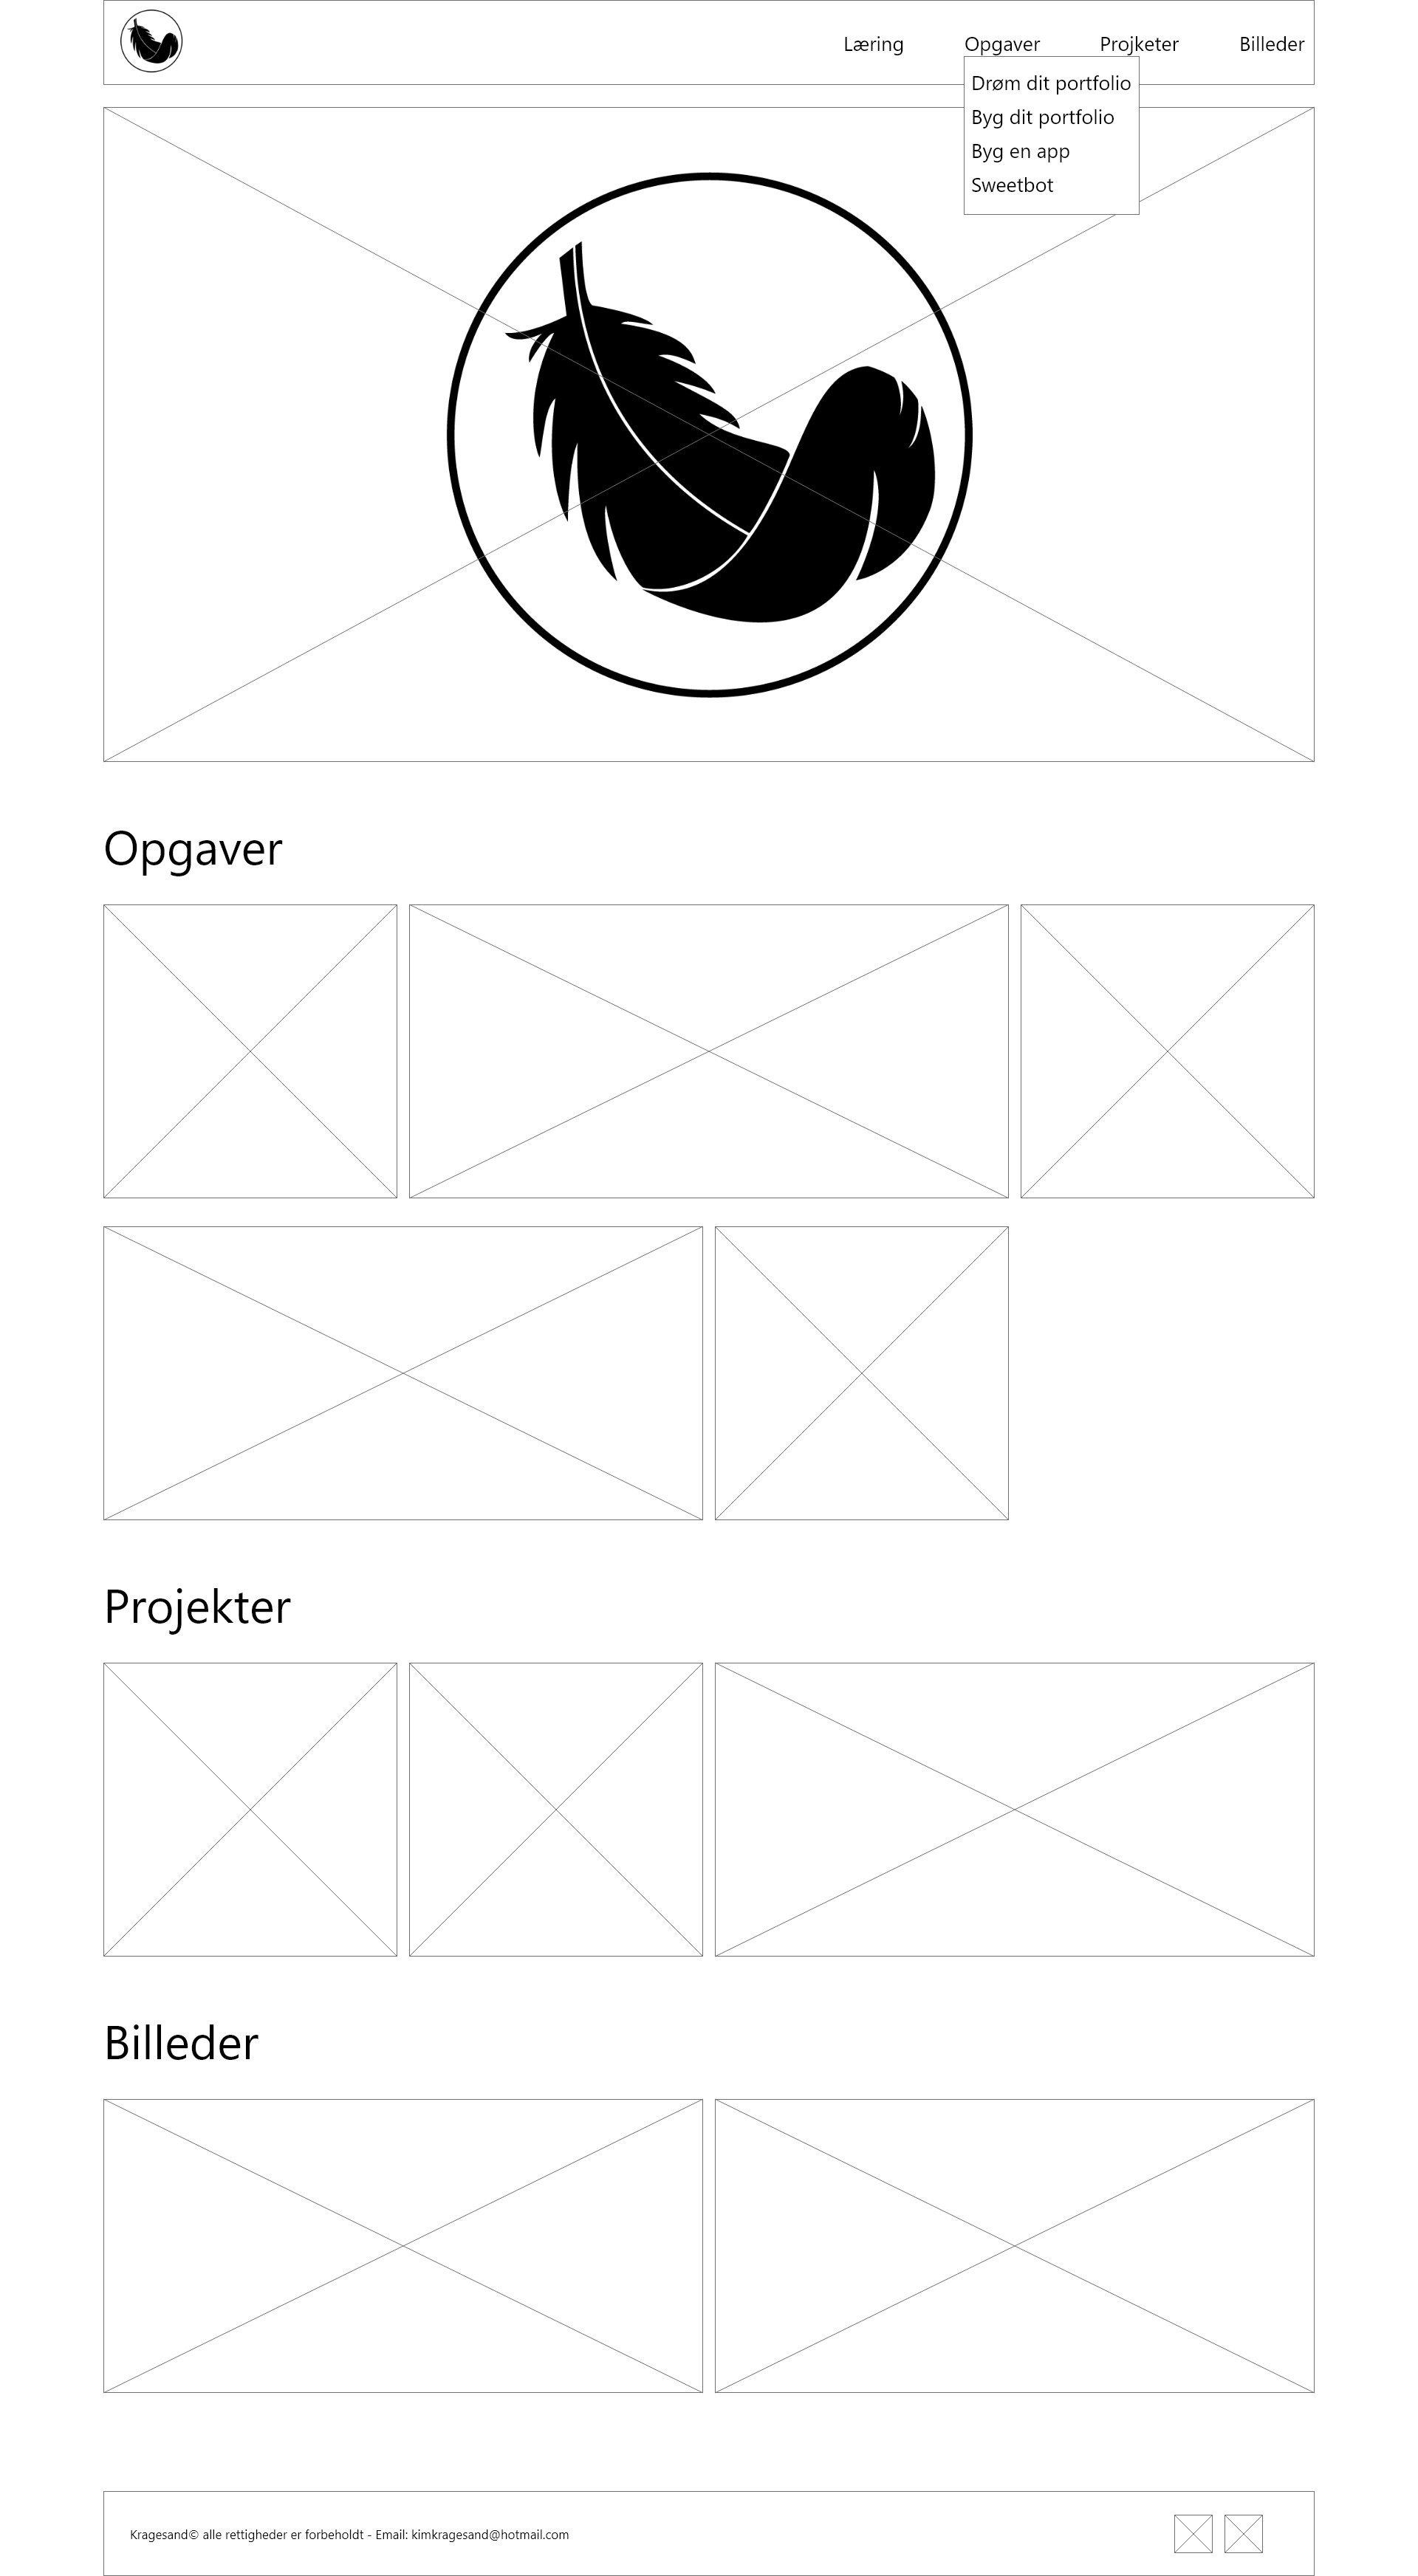 Læring Opgaver Projketer Billeder
Drøm dit portfolio
Byg dit portfolio
Byg en app
Sweetbot
Opgaver
Projekter
Billeder
Kragesand© alle rettigheder er forbeholdt - Email: kimkragesand@hotmail.com